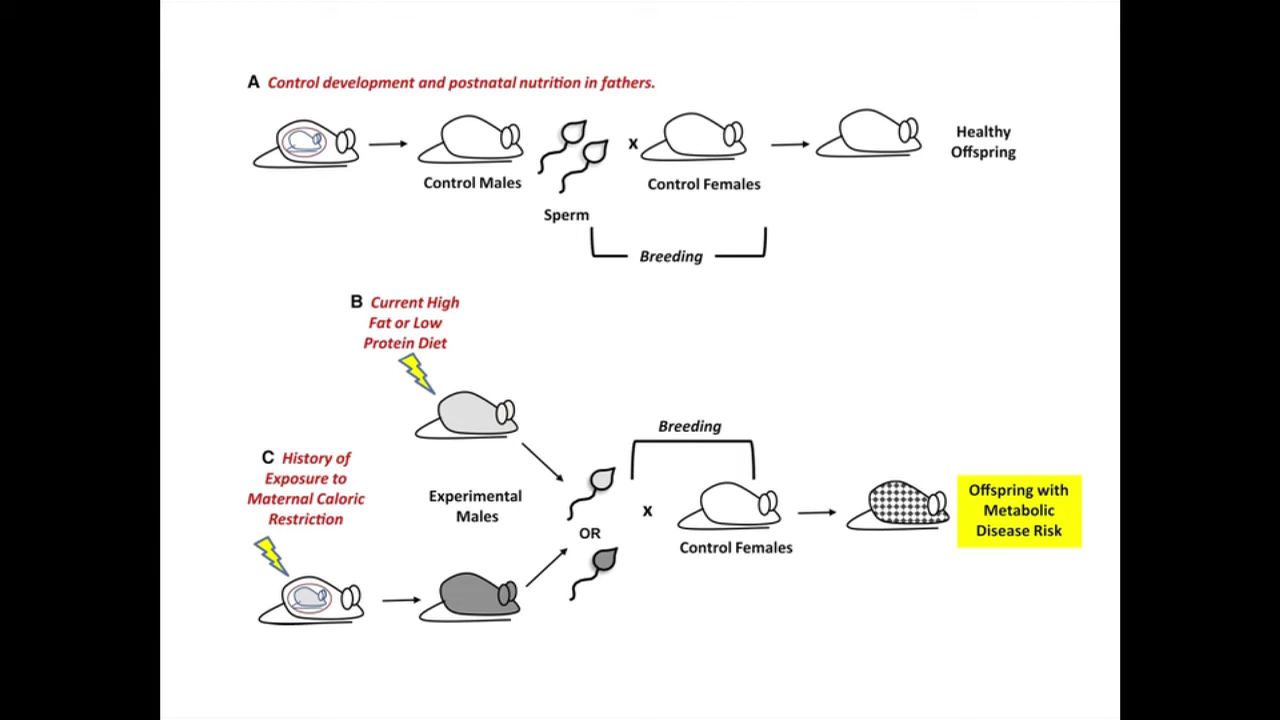 A Control development and postnatal nutrition in fathers.
x
Healthy
Offspring
Control Males
Control Females
Sperm
Breeding
B Current High
Fat or Low
Protein Diet
Breeding
C History of
Exposure to
Maternal Caloric
Restriction
Experimental
Males
x
OR
Control Females
Offspring with
Metabolic
Disease Risk